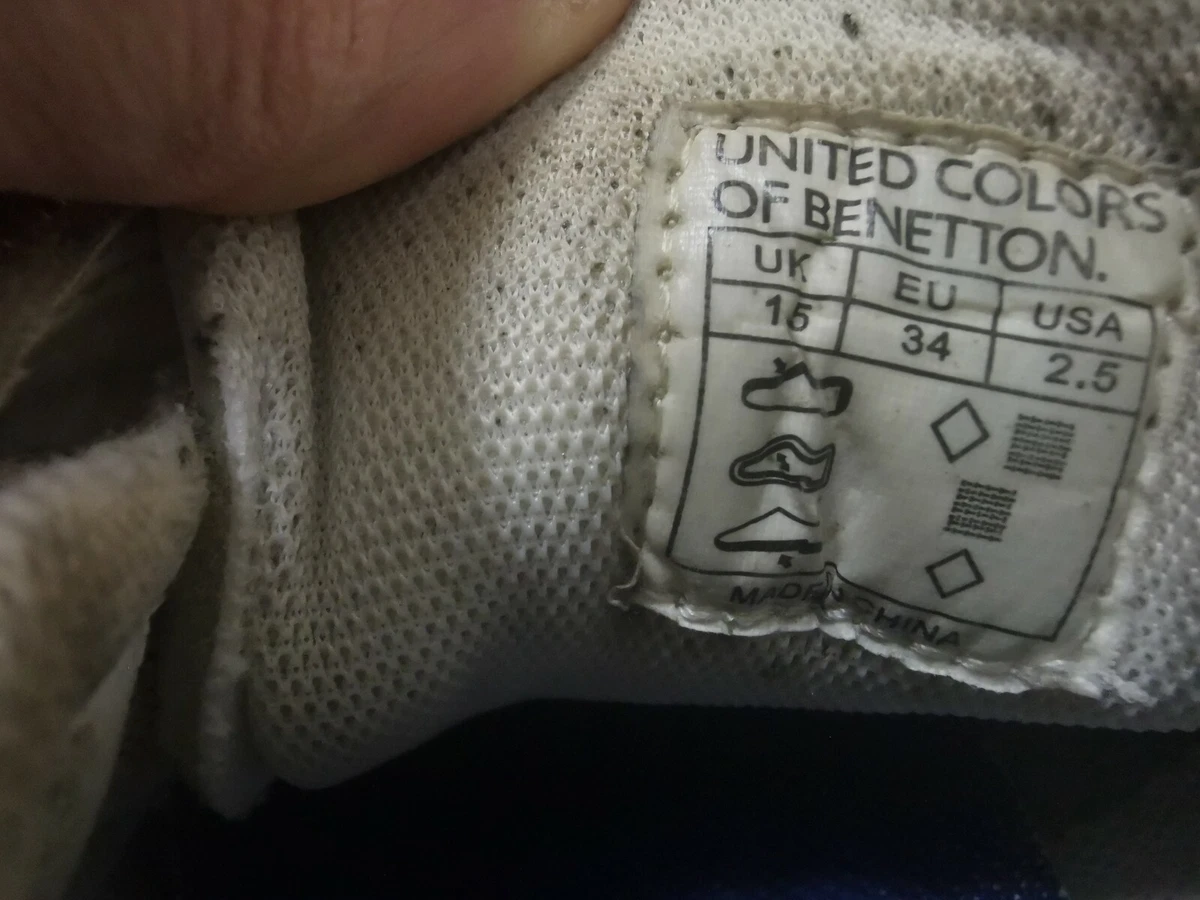 UNITED COLORS
OF BENETTON.
UK EU USA
15 34 2.5
MADE IN CHINA